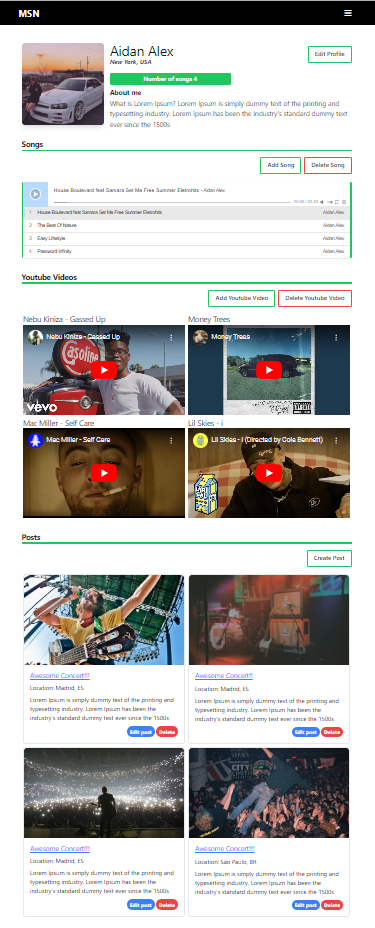 MSN
Aidan Alex
New York, USA
Edit Profile
Number of songs 4
About me
What is Lorem Ipsum? Lorem Ipsum is simply dummy text of the printing and
typesetting industry. Lorem Ipsum has been the industry's standard dummy text
ever since the 1500s
Songs
Add Song
Delete Song
House Boulevard feat Samara Set Me Free Summer Eletrohits - Aidan Alex
1 House Boulevard feat Samara Set Me Free Summer Eletrohits Aidan Alex
2 The Beat Of Nature Aidan Alex
3 Easy Lifestyle Aidan Alex
4 Password Infinity Aidan Alex
Youtube Videos
Add Youtube Video
Delete Youtube Video
Nebu Kiniza - Gassed Up
Nebu Kiniza - Gassed Up
Gasoline
vevo
Money Trees
Money Trees
Mac Miller - Self Care
Mac Miller - Self Care
Lil Skies - i
Lil Skies - I (Directed by Cole Bennett)
Posts
Create Post
Awesome Concert!!!
Location: Madrid, ES
Lorem Ipsum is simply dummy text of the printing and
typesetting industry. Lorem Ipsum has been the
industry's standard dummy text ever since the 1500s
Edit post
Delete
Awesome Concert!!
Location: Madrid, ES
Lorem Ipsum is simply dummy text of the printing and
typesetting industry. Lorem Ipsum has been the
industry's standard dummy text ever since the 1500s
Edit post
Delete
Awesome Concert!!!
Location: Madrid, ES
Lorem Ipsum is simply dummy text of the printing and
typesetting industry. Lorem Ipsum has been the
industry's standard dummy text ever since the 1500s
Edit post
Delete
Awesome Concert!!!
Location: São Paulo, BR
Lorem Ipsum is simply dummy text of the printing and
typesetting industry. Lorem Ipsum has been the
industry's standard dummy text ever since the 1500s
Edit post
Delete